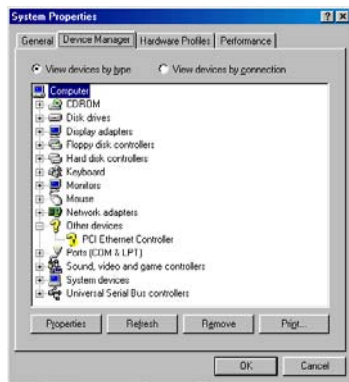 System Properties
General
Device Manager
Hardware Profiles
Performance
View devices by type
View devices by connection
Computer
CDROM
Disk drives
Display adapters
Floppy disk controllers
Hard disk controllers
Keyboard
Monitors
Mouse
Network adapters
Other devices
PCI Ethernet Controller
Ports (COM & LPT)
Sound, video and game controllers
System devices
Universal Serial Bus controllers
Properties
Refresh
Remove
Print...
OK
Cancel